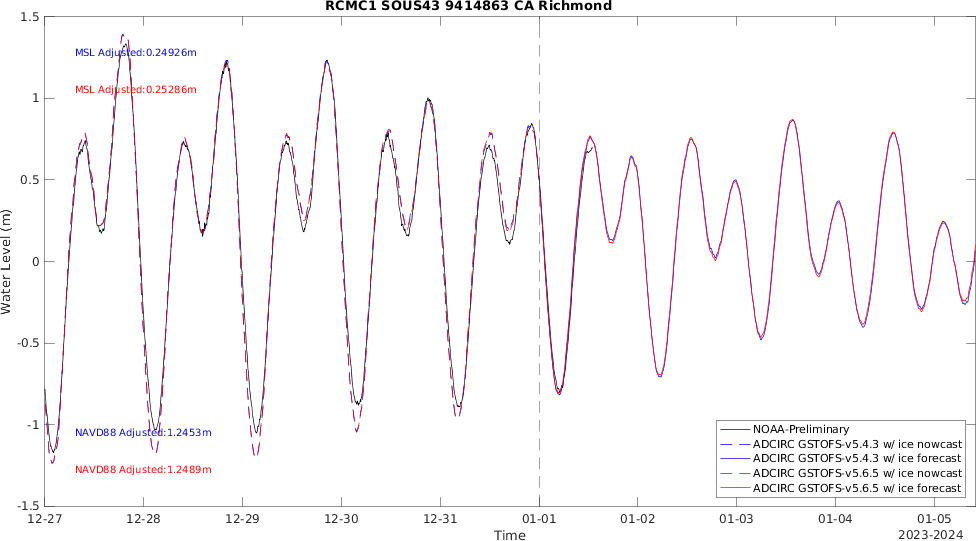 RCMC1 SOUS43 9414863 CA Richmond
1.5
1
0.5
0
-0.5
-1
-1.5
Water Level (m)
MSL Adjusted:0.24926m
MSL Adjusted:0.25286m
NAVD88 Adjusted:1.2453m
NAVD88 Adjusted:1.2489m
NOAA-Preliminary
ADCIRC GSTOFS-v5.4.3 w/ ice nowcast
ADCIRC GSTOFS-v5.4.3 w/ ice forecast
ADCIRC GSTOFS-v5.6.5 w/ ice nowcast
ADCIRC GSTOFS-v5.6.5 w/ ice forecast
12-27 12-28 12-29 12-30 12-31 01-01 01-02 01-03 01-04 01-05
Time
2023-2024